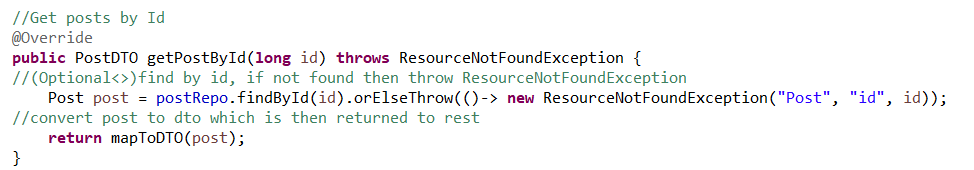 //Get posts by Id
@Override
public PostDTO getPostById(long id) throws ResourceNotFoundException {
//(Optional<>)find by id, if not found then throw ResourceNotFoundException
    Post post = postRepo.findById(id).orElseThrow(()-> new ResourceNotFoundException("Post", "id", id));
//convert post to dto which is then returned to rest
    return mapToDTO(post);
}